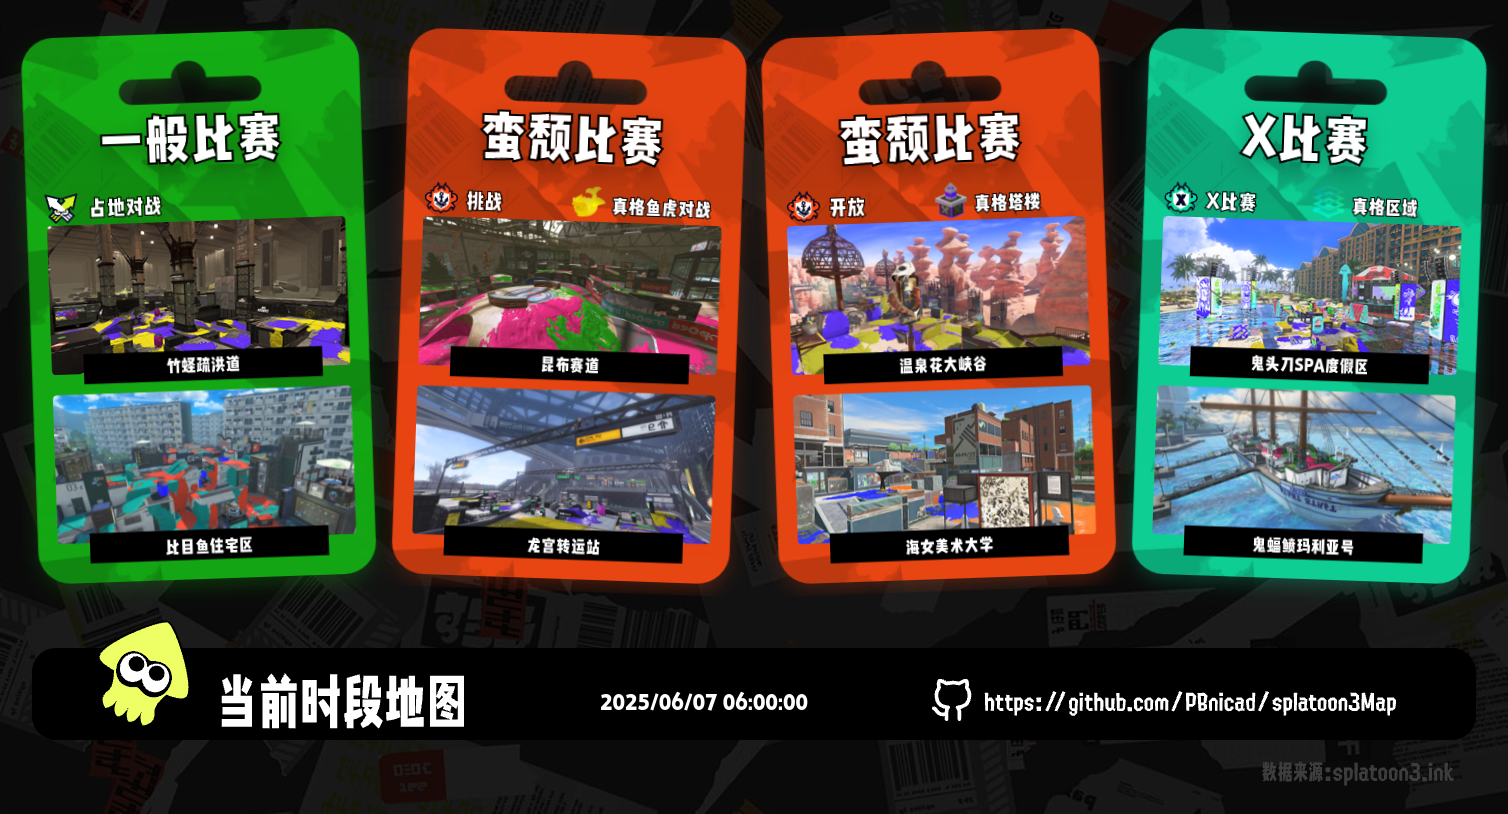 一般比赛
占地对战
竹蛏疏洪道
比目鱼住宅区
蛮颓比赛
挑战
真格鱼虎对战
昆布赛道
龙宫转运站
蛮颓比赛
开放
真格塔楼
温泉花大峡谷
海女美术大学
X比赛
X比赛
真格区域
鬼头刀SPA度假区
鬼蝠鲼玛利亚号
当前时段地图
2025/06/07 06:00:00
https://github.com/PBnicad/splatoon3Map
数据来源:splatoon3.ink